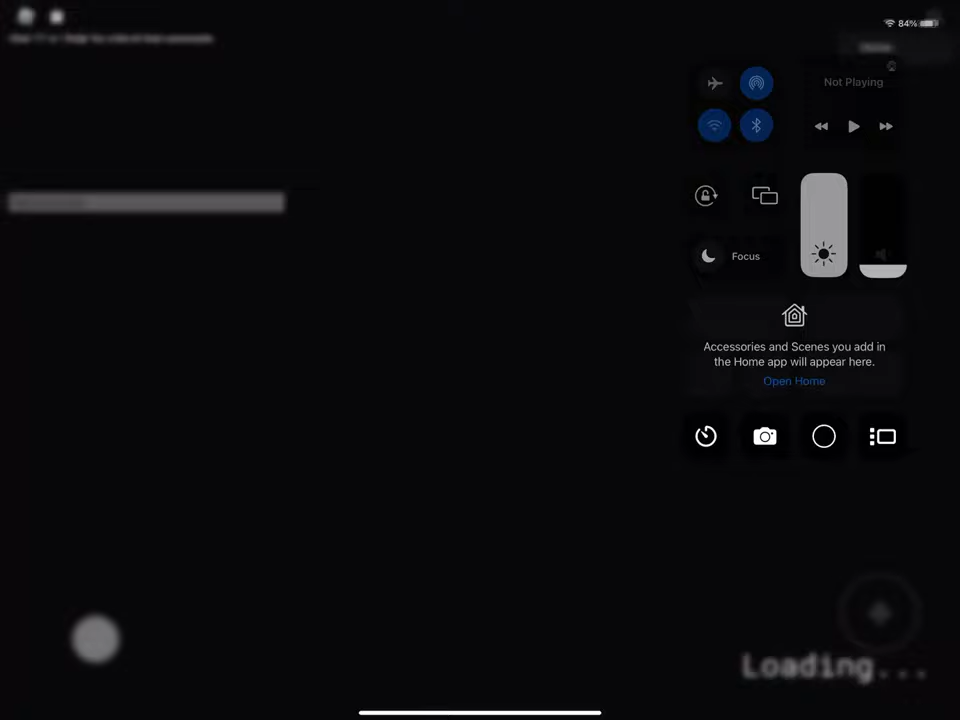 84%
Not Playing
Focus
Accessories and Scenes you add in
the Home app will appear here.
Open Home
Loading...